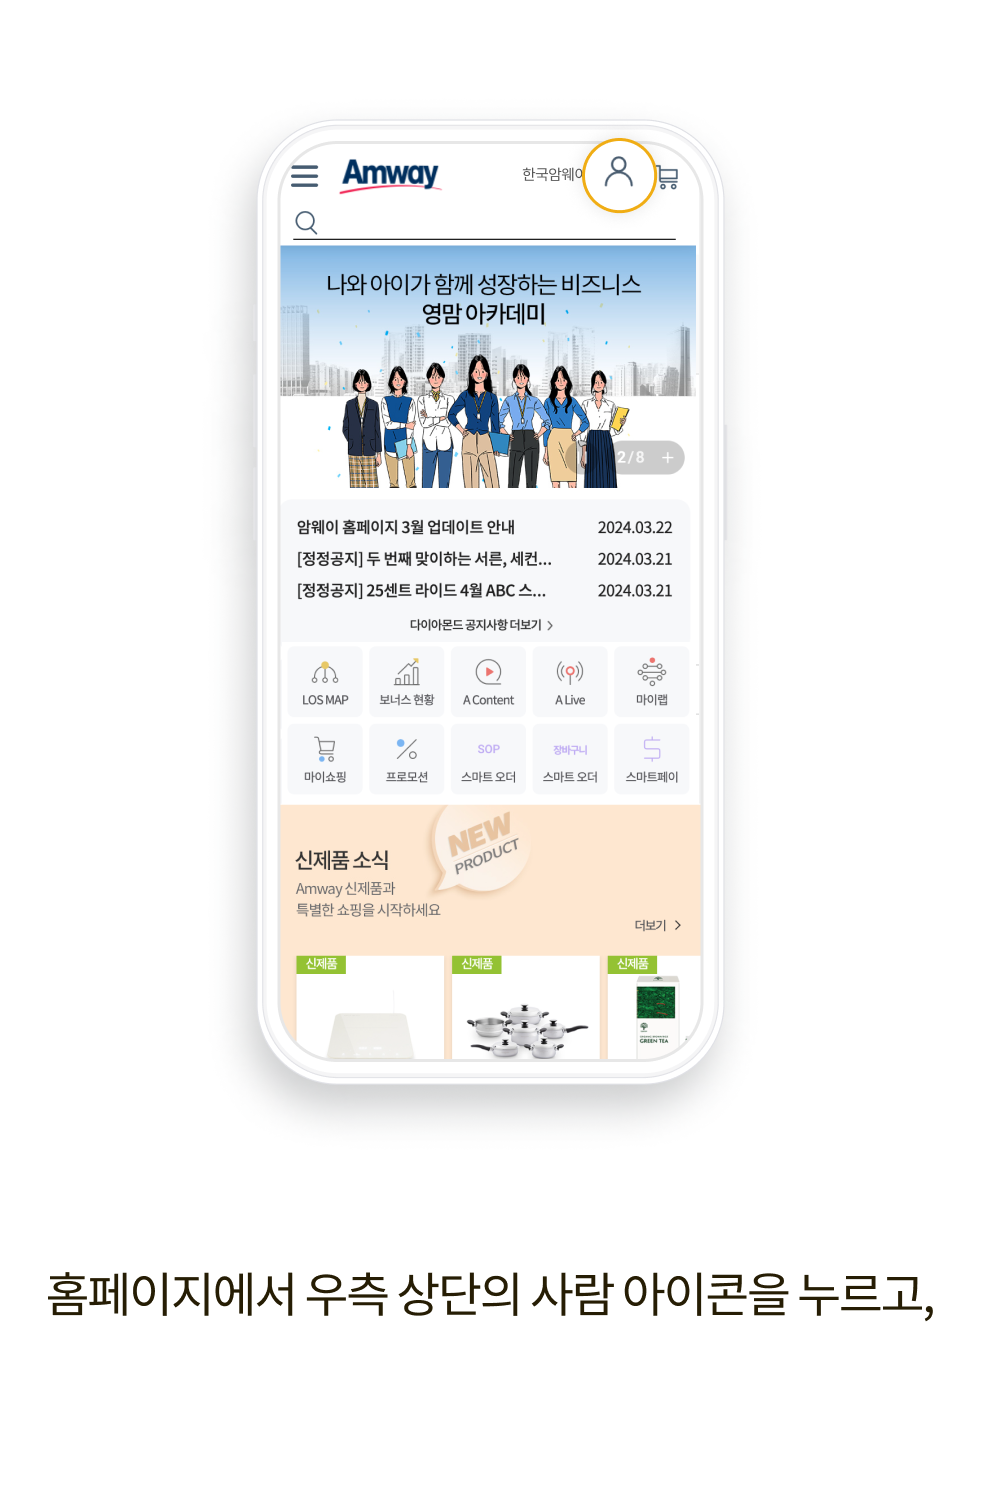 Amway
한국암웨이
나와 아이가 함께 성장하는 비즈니스
영맘 아카데미
2/8 +
암웨이 홈페이지 3월 업데이트 안내 2024.03.22
[정정공지] 두 번째 맞이하는 서른, 세컨... 2024.03.21
[정정공지] 25센트 라이드 4월 ABC 스... 2024.03.21
다이아몬드 공지사항 더보기 >
LOS MAP 보너스 현황 A Content A Live 마이랩
SOP 장바구니
마이쇼핑 프로모션 스마트 오더 스마트 오더 스마트페이
NEW
PRODUCT
신제품 소식
Amway 신제품과
특별한 쇼핑을 시작하세요
더보기 >
신제품 신제품 신제품
GREEN TEA
홈페이지에서 우측 상단의 사람 아이콘을 누르고,